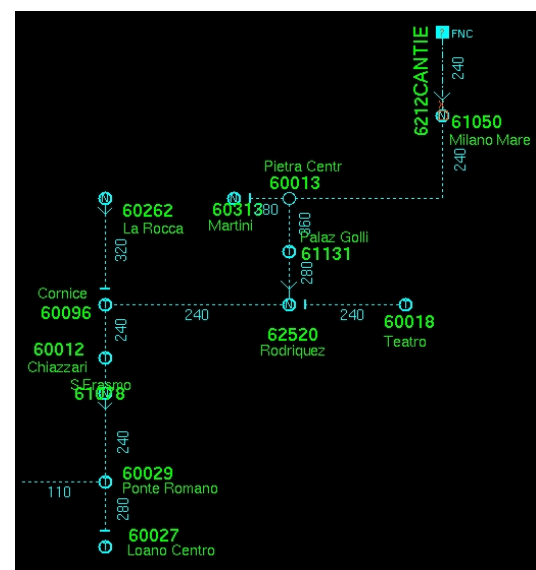 FNC
6212CANTIE
240
61050
Milano Mare
240
Pietra Centr
60013
60313
380
Martini
360
60262
La Rocca
320
Palaz Golli
61131
280
Cornice
60096
240
240
62520
Rodriquez
60018
Teatro
240
60012
Chiazzari
S.Erasmo
240
60029
Ponte Romano
110
280
60027
Loano Centro